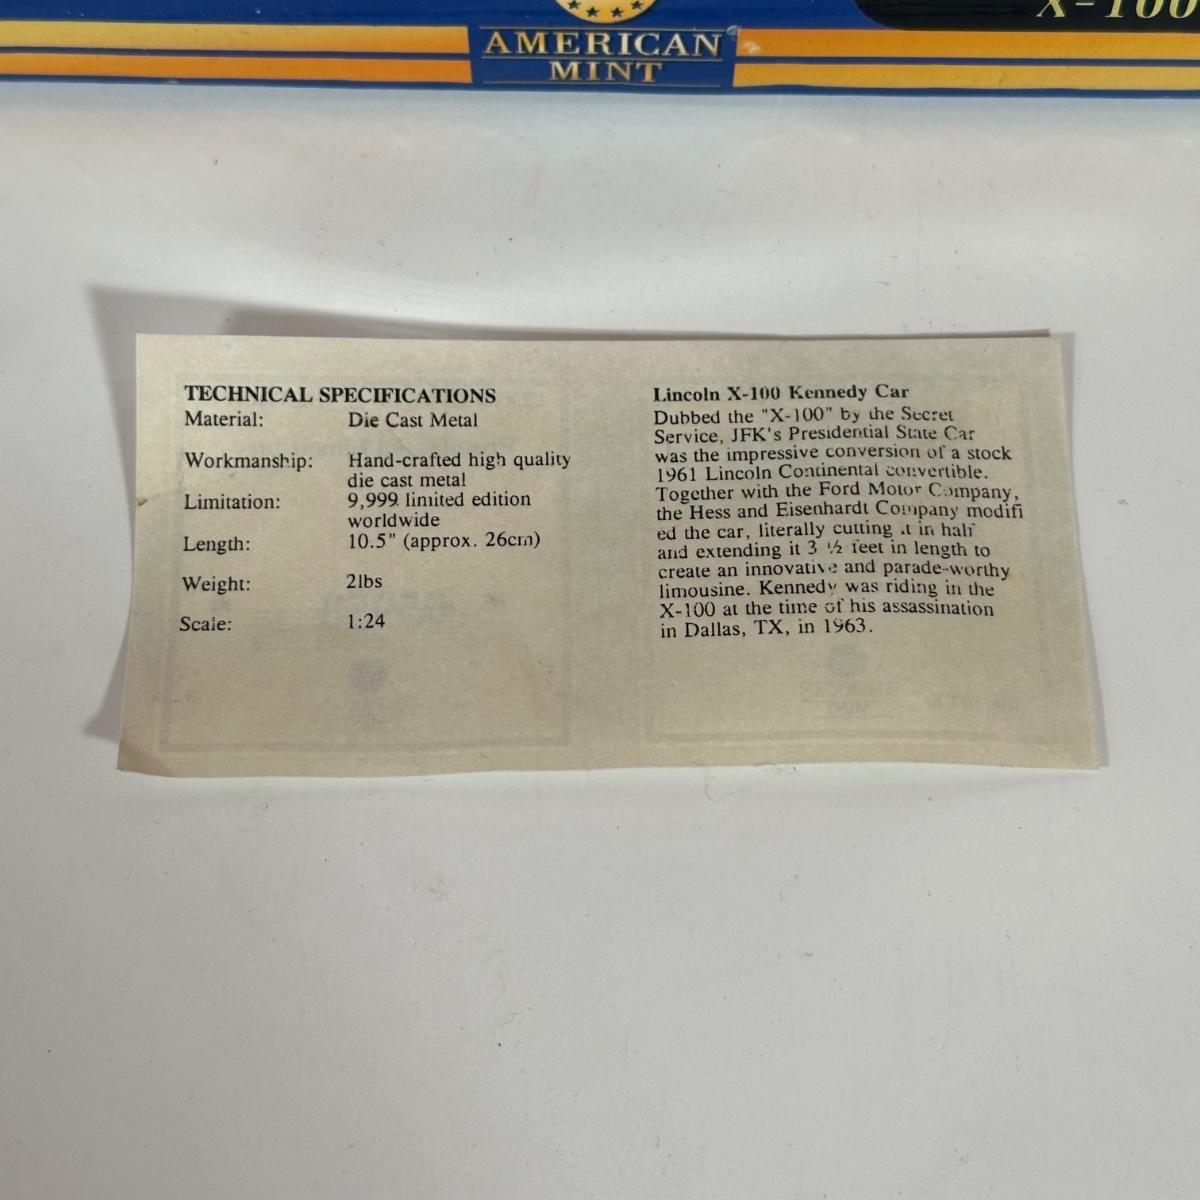 X-100
AMERICAN
MINT
TECHNICAL SPECIFICATIONS
Material: Die Cast Metal
Workmanship: Hand-crafted high quality
die cast metal
Limitation: 9,999 limited edition
worldwide
Length: 10.5" (approx. 26cm)
Weight: 2lbs
Scale: 1:24
Lincoln X-100 Kennedy Car
Dubbed the "X-100" by the Secret
Service, JFK's Presidential State Car
was the impressive conversion of a stock
1961 Lincoln Continental convertible.
Together with the Ford Motor Company,
the Hess and Eisenhardt Company modifi
ed the car, literally cutting it in half
and extending it 3 ½ feet in length to
create an innovative and parade-worthy
limousine. Kennedy was riding in the
X-100 at the time of his assassination
in Dallas, TX, in 1963.